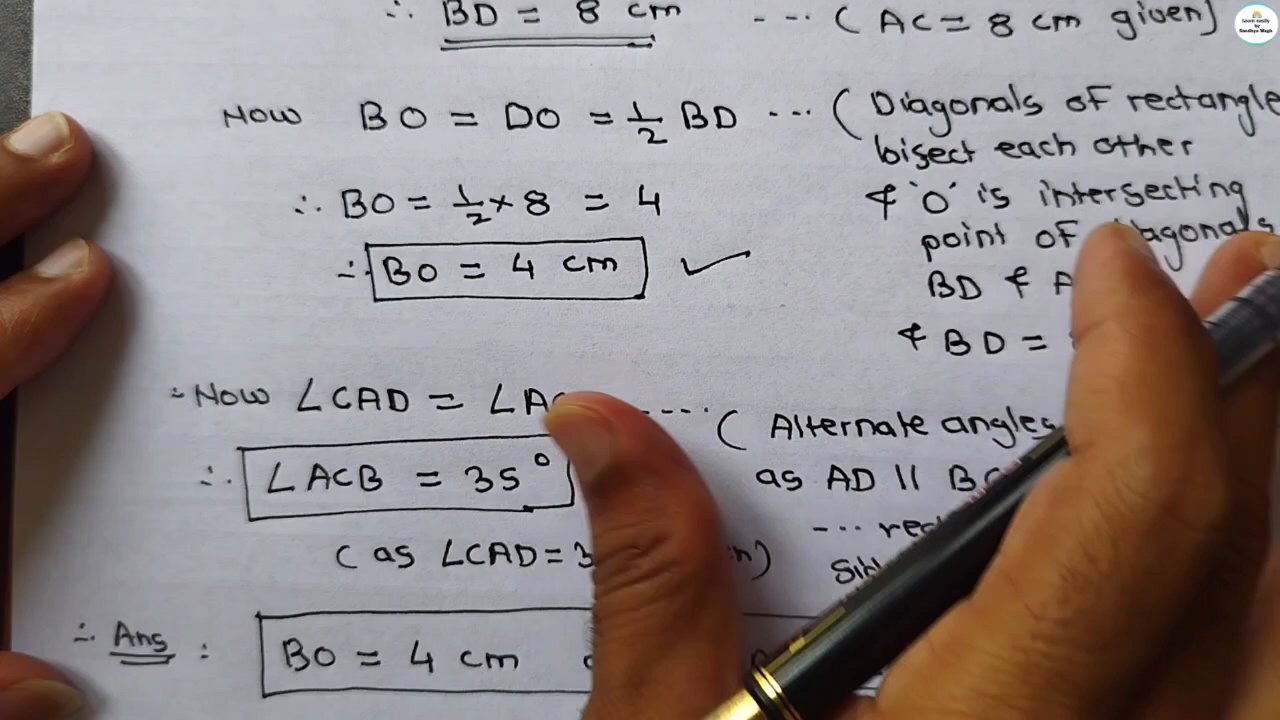 ∴ BD = 8 cm --- (AC = 8 cm given)
Now BO = DO = 1/2 BD --- (Diagonals of rectangle
bisect each other
∴ BO = 1/2 × 8 = 4
& 'O' is intersecting
point of diagonals
∴ BO = 4 cm ✓
BD &
& BD =
∴ Now ∠CAD = ---- (Alternate angles
∴ ∠ACB = 35°
as AD ||
(as ∠CAD =
∴ Ans : BO = 4 cm